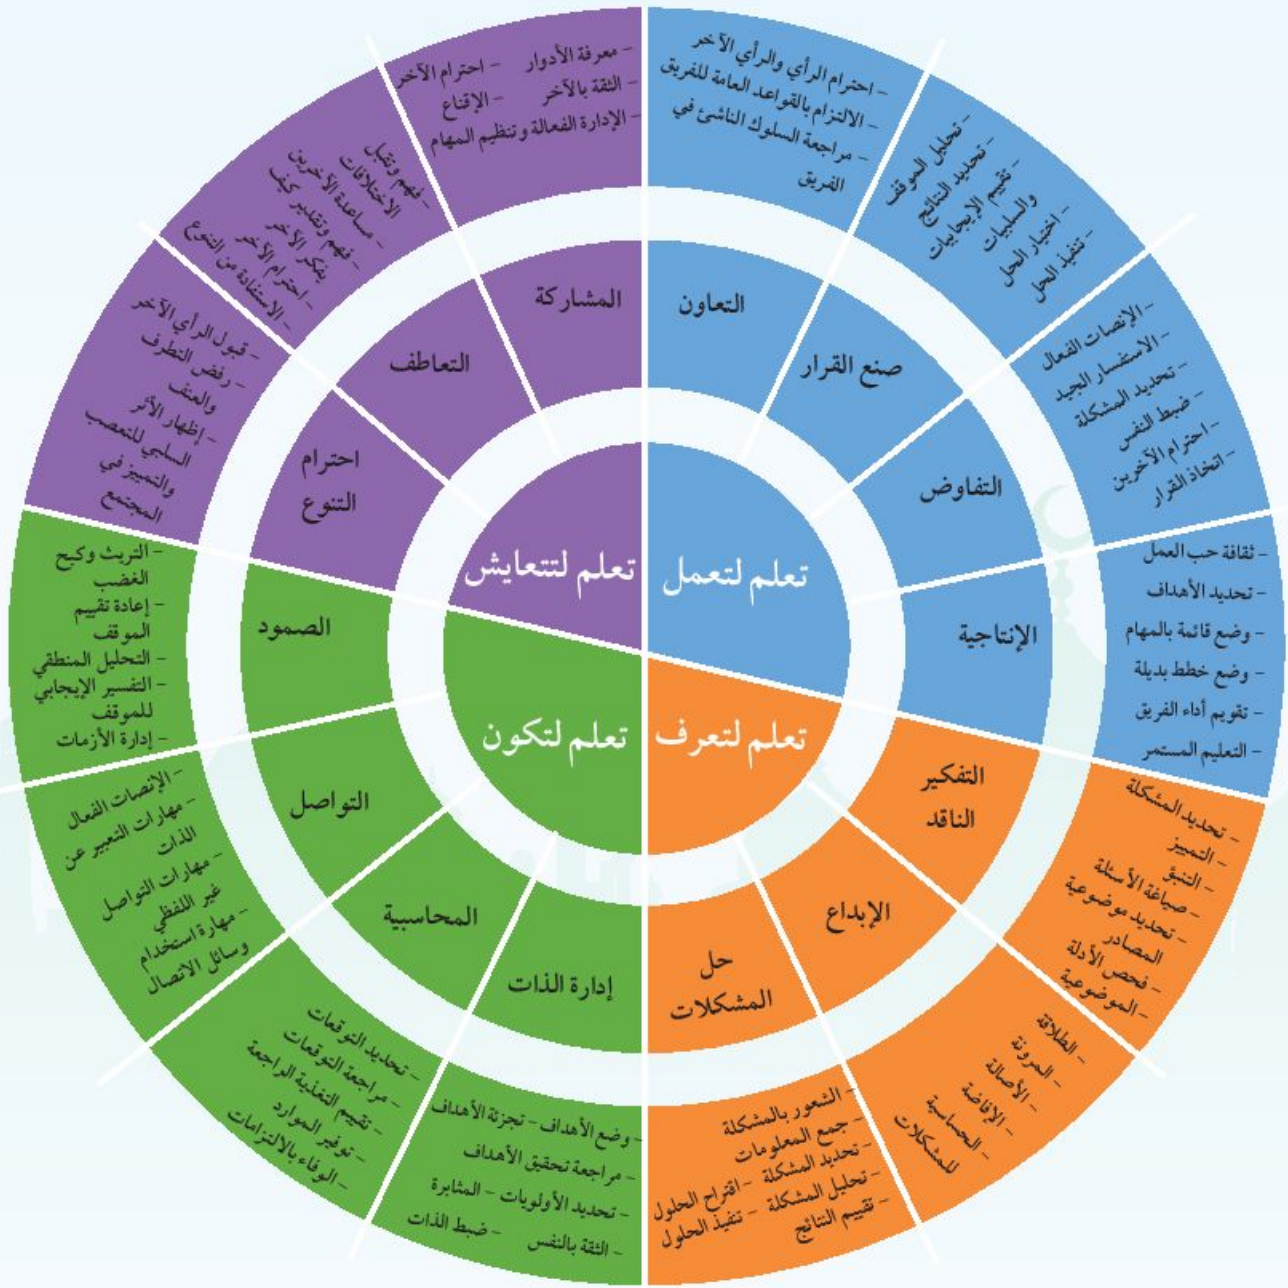 تعلم لتعمل
تعلم لتعرف
تعلم لتكون
تعلم لتتعايش
التعاون
– احترام الرأي والرأي الآخر
– الالتزام بالقواعد العامة للفريق
– مراجعة السلوك الناشئ في
الفريق
صنع القرار
– تحليل الموقف
– تحديد النتائج
– تقيم الإيجابيات
والسلبيات
– اختيار الحل
– تنفيذ الحل
التفاوض
– الإنصات الفعال
– الاستفسار الجيد
– تحديد المشكلة
– ضبط النفس
– احترام الآخرين
– اتخاذ القرار
الإنتاجية
– ثقافة حب العمل
– تحديد الأهداف
– وضع قائمة بالمهام
– وضع خطط بديلة
– تقويم أداء الفريق
– التعليم المستمر
التفكير
الناقد
– تحديد المشكلة
– التمييز
– التنبؤ
– صياغة الأسئلة
– تحديد موضوعية
المصادر
– فحص الأدلة
– الموضوعية
الإبداع
– الطلاقة
– المرونة
– الأصالة
– الإفاضة
– الحساسية
للمشكلات
حل
المشكلات
– الشعور بالمشكلة
– جمع المعلومات
– تحديد المشكلة – اقتراح الحلول
– تحليل المشكلة – تنفيذ الحلول
– تقييم النتائج
إدارة الذات
– وضع الأهداف – تجزئة الأهداف
– مراجعة تحقيق الأهداف
– تحديد الأولويات – المثابرة
– الثقة بالنفس – ضبط الذات
المحاسبية
– تحديد التوقعات
– مراجعة التوقعات
– تقييم التغذية الراجعة
– توفير الموارد
– الوفاء بالالتزامات
التواصل
– الإنصات الفعال
– مهارات التعبير عن
الذات
– مهارات التواصل
غير اللفظي
– مهارة استخدام
وسائل الاتصال
الصمود
– التريث وكبح
الغضب
– إعادة تقييم
الموقف
– التحليل المنطقي
– التفسير الإيجابي
للموقف
– إدارة الأزمات
احترام
التنوع
– قبول الرأي الآخر
– رفض التطرف
والعنف
– إظهار الأثر
السلبي للتعصب
والتمييز في
المجتمع
التعاطف
– فهم وتقبل
الاختلافات
– مساعدة الآخرين
– فهم وتقدير كيف
يفكر الآخر
– احترام الآخر
– الاستفادة من التنوع
المشاركة
– معرفة الأدوار – احترام الآخر
– الثقة بالآخر – الإقناع
– الإدارة الفعالة وتنظيم المهام